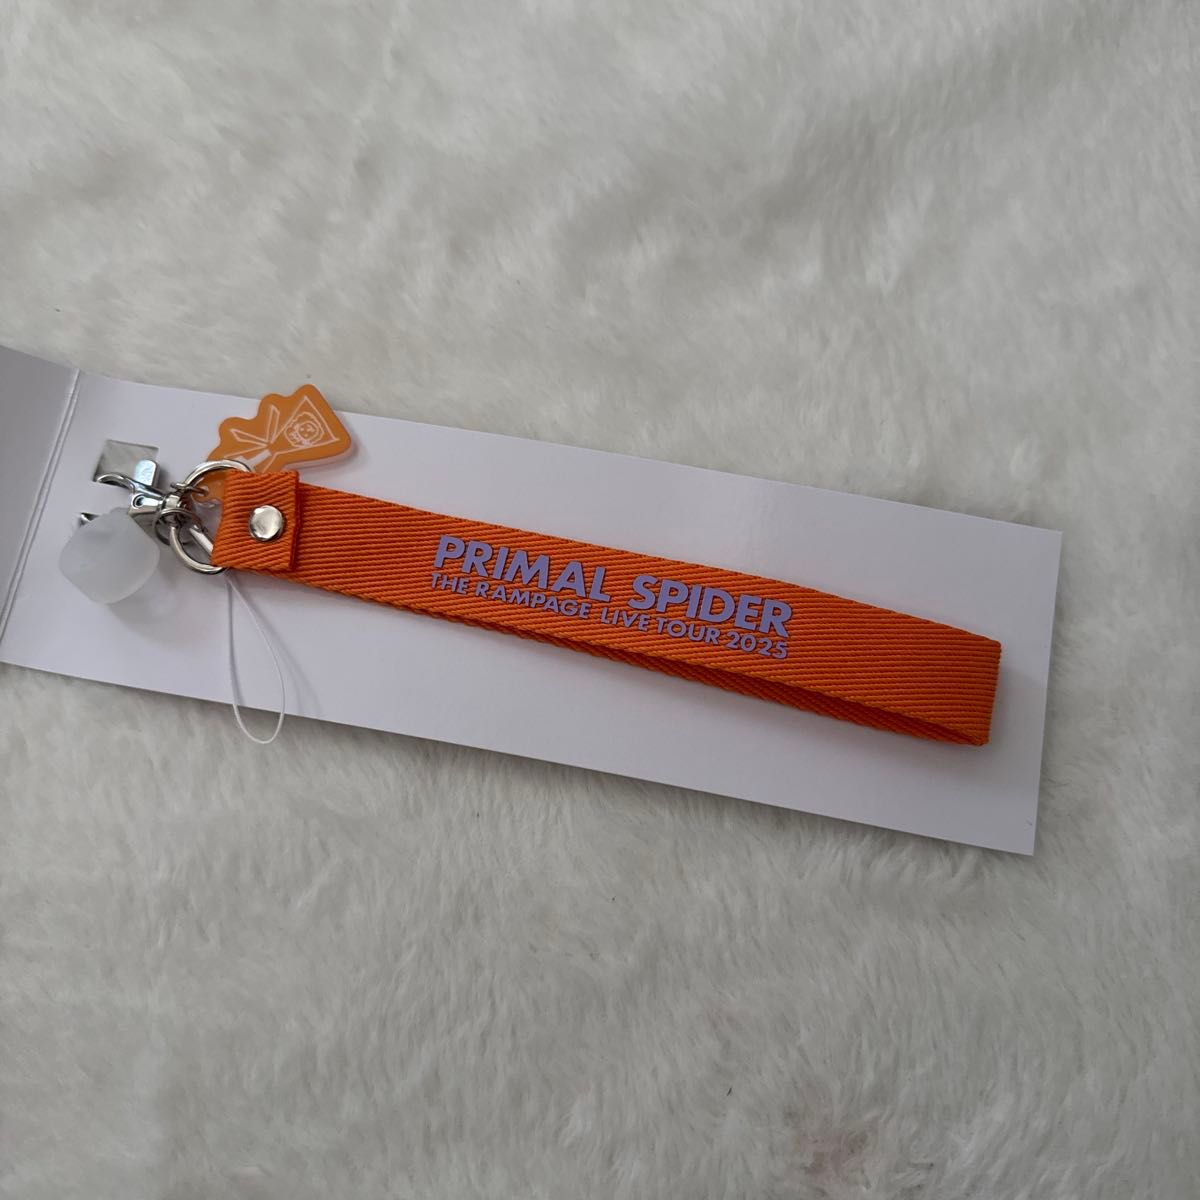 PRIMAL SPIDER
THE RAMPAGE LIVE TOUR 2025